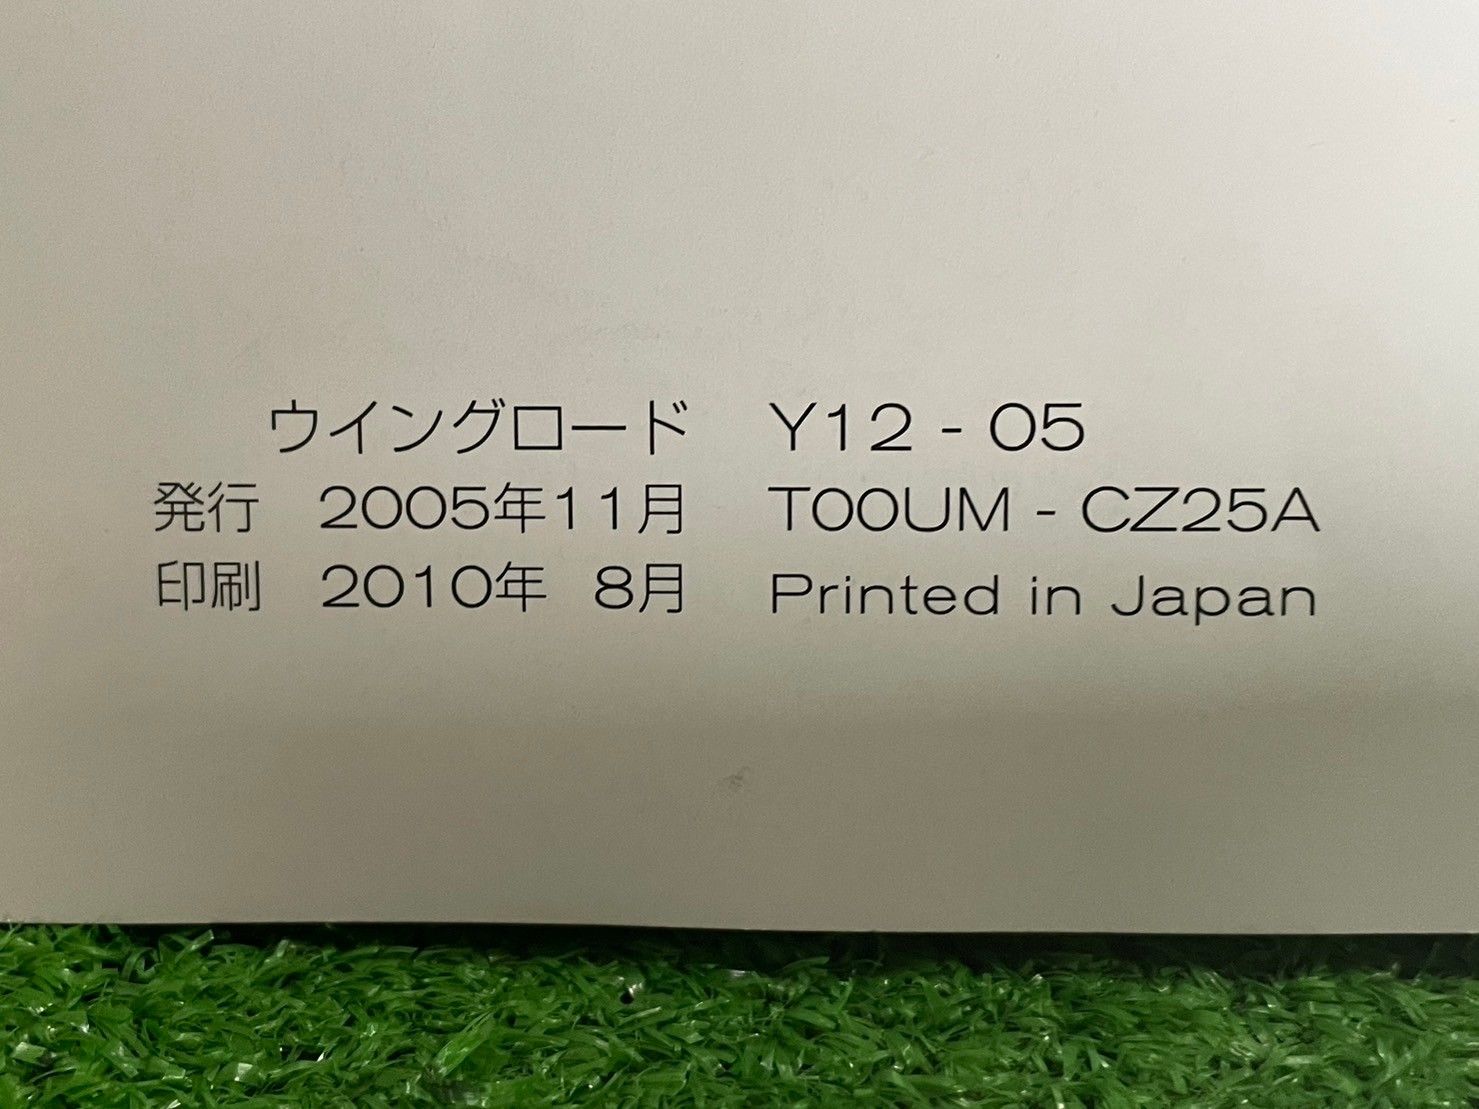 ウイングロード Y12 - 05
発行 2005年11月 T00UM - CZ25A
印刷 2010年 8月 Printed in Japan